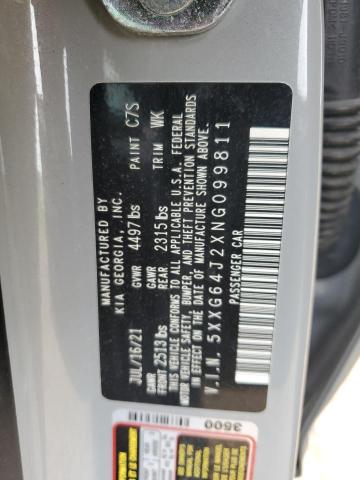 MANUFACTURED BY
KIA GEORGIA, INC.
JUL/16/21 GVWR 4497lbs PAINT C7S
GAWR FRONT 2513lbs GAWR REAR 2315lbs TRIM WK
THIS VEHICLE CONFORMS TO ALL APPLICABLE U.S.A. FEDERAL
MOTOR VEHICLE SAFETY, BUMPER, AND THEFT PREVENTION STANDARDS
IN EFFECT ON THE DATE OF MANUFACTURE SHOWN ABOVE.
V.I.N. 5XXG64J2XNG099811
PASSENGER CAR
3500